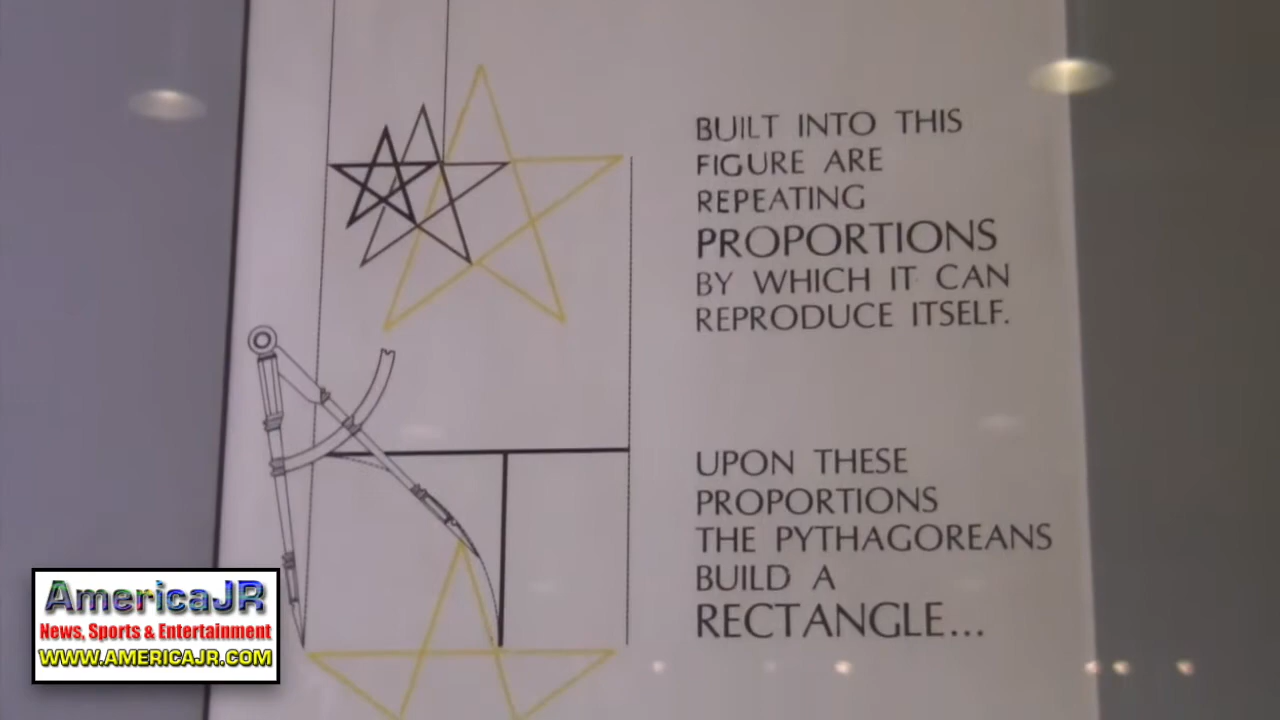 BUILT INTO THIS
FIGURE ARE
REPEATING
PROPORTIONS
BY WHICH IT CAN
REPRODUCE ITSELF.
UPON THESE
PROPORTIONS
THE PYTHAGOREANS
BUILD A
RECTANGLE...
AmericaJR
News, Sports & Entertainment
WWW.AMERICAJR.COM